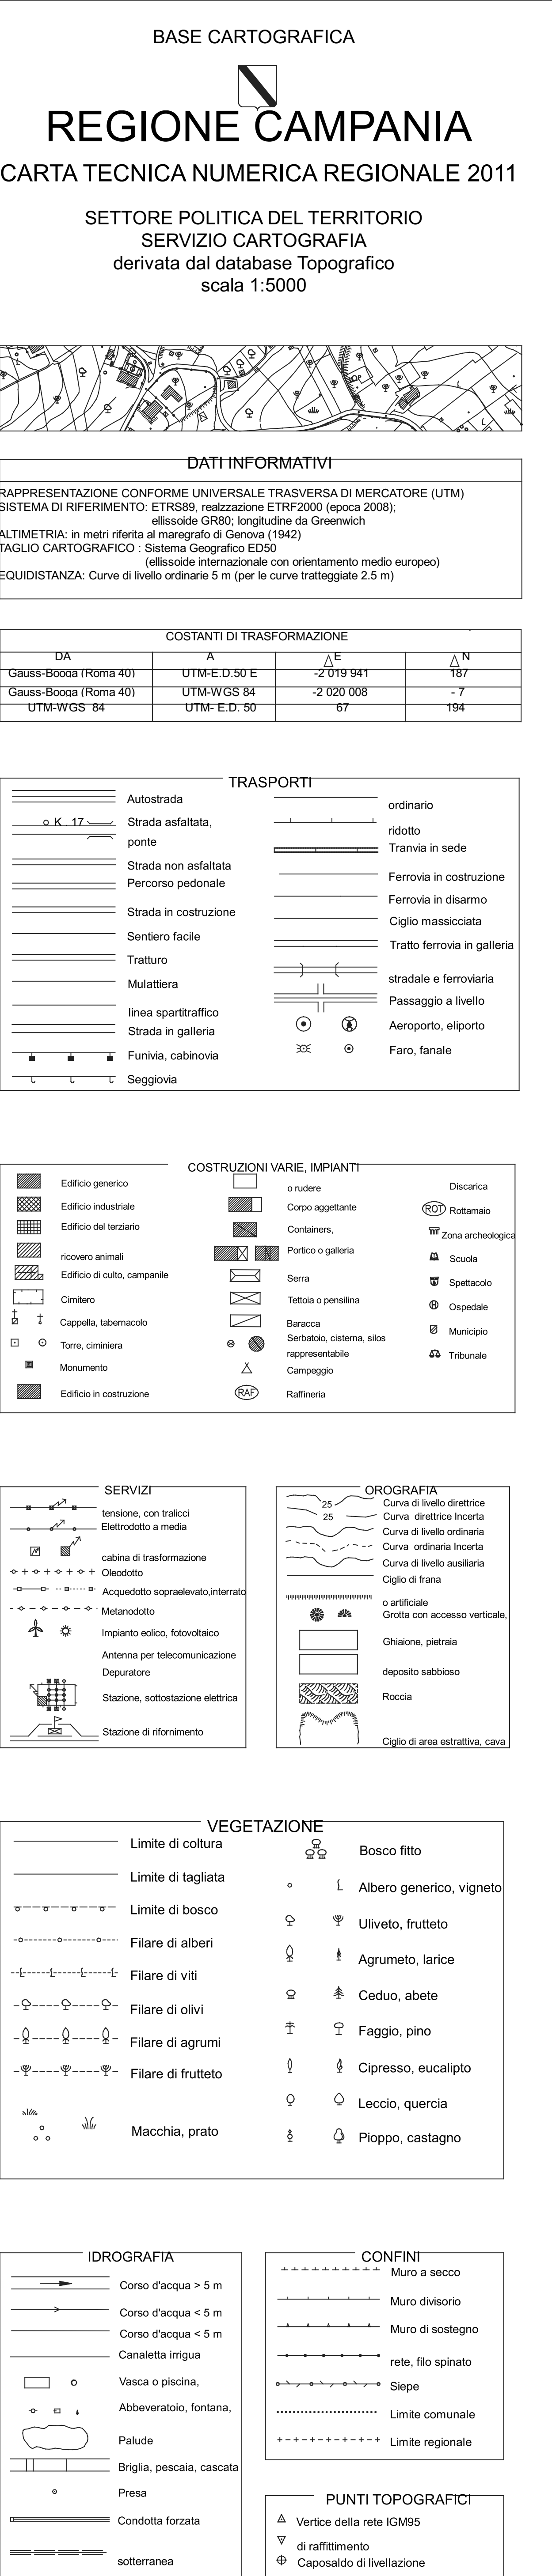 BASE CARTOGRAFICA
REGIONE CAMPANIA
CARTA TECNICA NUMERICA REGIONALE 2011
SETTORE POLITICA DEL TERRITORIO
SERVIZIO CARTOGRAFIA
derivata dal database Topografico
scala 1:5000
DATI INFORMATIVI
RAPPRESENTAZIONE CONFORME UNIVERSALE TRASVERSA DI MERCATORE (UTM)
SISTEMA DI RIFERIMENTO: ETRS89, realzzazione ETRF2000 (epoca 2008);
ellissoide GR80; longitudine da Greenwich
ALTIMETRIA: in metri riferita al maregrafo di Genova (1942)
TAGLIO CARTOGRAFICO : Sistema Geografico ED50
(ellissoide internazionale con orientamento medio europeo)
EQUIDISTANZA: Curve di livello ordinarie 5 m (per le curve tratteggiate 2.5 m)
COSTANTI DI TRASFORMAZIONE
DA A △E △N
Gauss-Booga (Roma 40) UTM-E.D.50 E -2 019 941 187
Gauss-Booga (Roma 40) UTM-WGS 84 -2 020 008 - 7
UTM-WGS 84 UTM- E.D. 50 67 194
TRASPORTI
Autostrada
K . 17 Strada asfaltata,
ponte
Strada non asfaltata
Percorso pedonale
Strada in costruzione
Sentiero facile
Tratturo
Mulattiera
linea spartitraffico
Strada in galleria
Funivia, cabinovia
Seggiovia
ordinario
ridotto
Tranvia in sede
Ferrovia in costruzione
Ferrovia in disarmo
Ciglio massicciata
Tratto ferrovia in galleria
stradale e ferroviaria
Passaggio a livello
Aeroporto, eliporto
Faro, fanale
COSTRUZIONI VARIE, IMPIANTI
Edificio generico
Edificio industriale
Edificio del terziario
ricovero animali
Edificio di culto, campanile
Cimitero
Cappella, tabernacolo
Torre, ciminiera
Monumento
Edificio in costruzione
o rudere
Corpo aggettante
Containers,
Portico o galleria
Serra
Tettoia o pensilina
Baracca
Serbatoio, cisterna, silos
rappresentabile
Campeggio
RAF Raffineria
Discarica
ROT Rottamaio
Zona archeologica
Scuola
Spettacolo
H Ospedale
Municipio
Tribunale
SERVIZI
tensione, con tralicci
Elettrodotto a media
cabina di trasformazione
Oleodotto
Acquedotto sopraelevato,interrato
Metanodotto
Impianto eolico, fotovoltaico
Antenna per telecomunicazione
Depuratore
Stazione, sottostazione elettrica
Stazione di rifornimento
OROGRAFIA
25 Curva di livello direttrice
25 Curva direttrice Incerta
Curva di livello ordinaria
Curva ordinaria Incerta
Curva di livello ausiliaria
Ciglio di frana
o artificiale
Grotta con accesso verticale,
Ghiaione, pietraia
deposito sabbioso
Roccia
Ciglio di area estrattiva, cava
VEGETAZIONE
Limite di coltura
Limite di tagliata
Limite di bosco
Filare di alberi
Filare di viti
Filare di olivi
Filare di agrumi
Filare di frutteto
Macchia, prato
Bosco fitto
Albero generico, vigneto
Uliveto, frutteto
Agrumeto, larice
Ceduo, abete
Faggio, pino
Cipresso, eucalipto
Leccio, quercia
Pioppo, castagno
IDROGRAFIA
Corso d'acqua > 5 m
Corso d'acqua < 5 m
Corso d'acqua < 5 m
Canaletta irrigua
Vasca o piscina,
Abbeveratoio, fontana,
Palude
Briglia, pescaia, cascata
Presa
Condotta forzata
sotterranea
CONFINI
Muro a secco
Muro divisorio
Muro di sostegno
rete, filo spinato
Siepe
Limite comunale
Limite regionale
PUNTI TOPOGRAFICI
Vertice della rete IGM95
di raffittimento
Caposaldo di livellazione